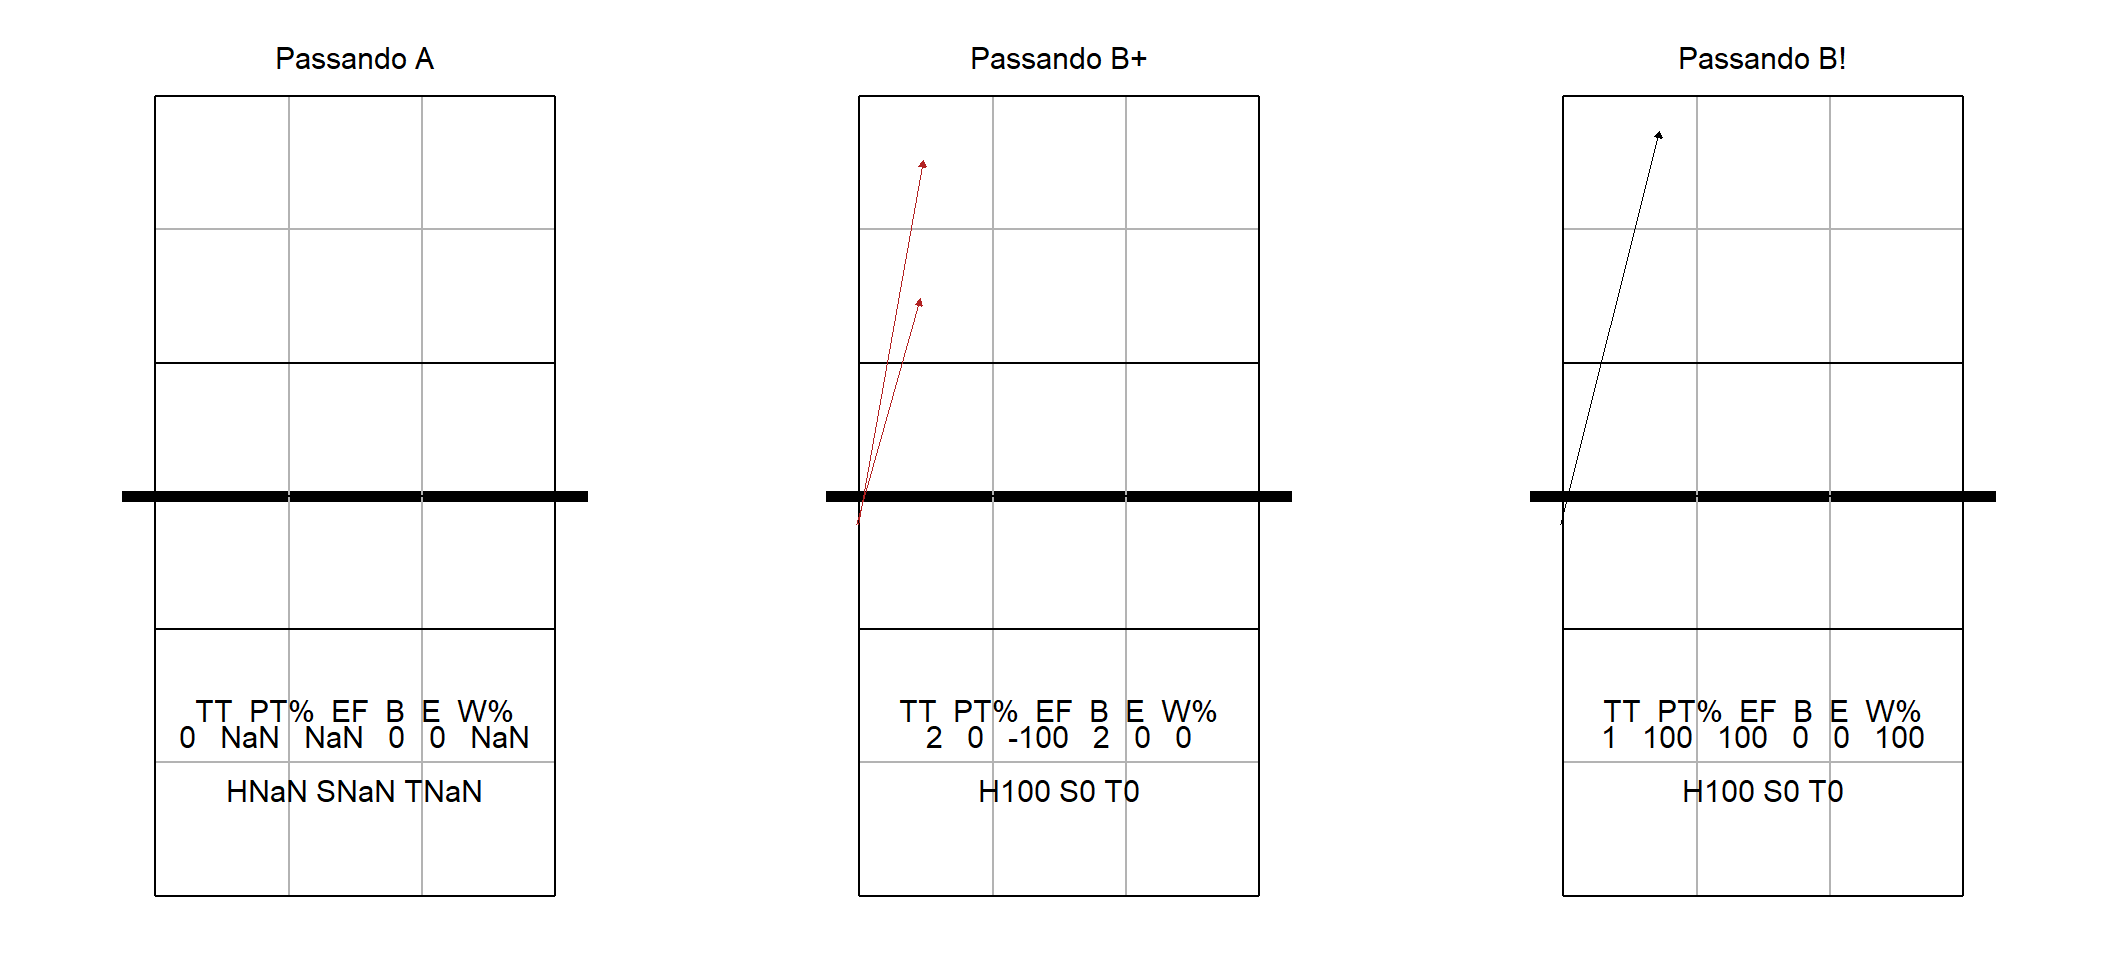 Passando A
Passando B+
Passando B!
TT PT% EF B E W%
0 NaN NaN 0 0 NaN
HNaN SNaN TNaN
TT PT% EF B E W%
2 0 -100 2 0 0
H100 S0 T0
TT PT% EF B E W%
1 100 100 0 0 100
H100 S0 T0